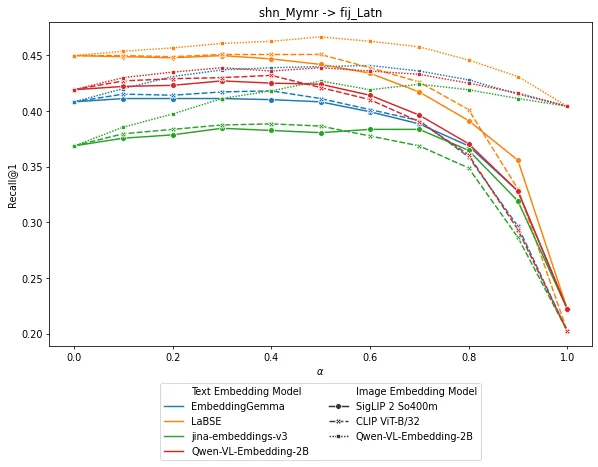 shn_Mymr -> fij_Latn
Recall@1
0.45
0.40
0.35
0.30
0.25
0.20
0.0 0.2 0.4 0.6 0.8 1.0
α
Text Embedding Model Image Embedding Model
EmbeddingGemma SigLIP 2 So400m
LaBSE CLIP ViT-B/32
jina-embeddings-v3 Qwen-VL-Embedding-2B
Qwen-VL-Embedding-2B